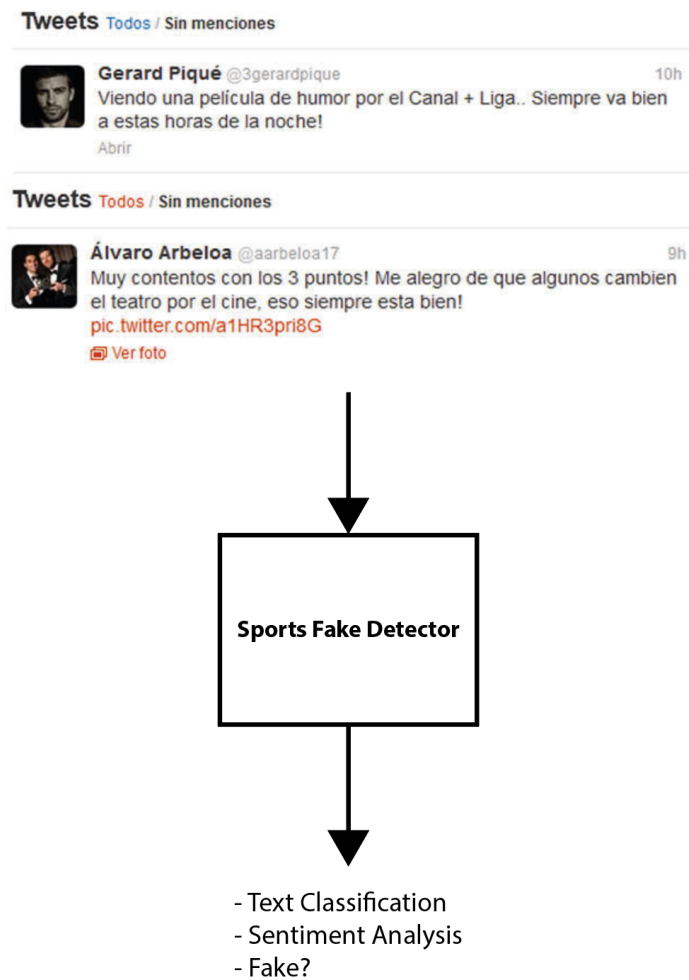 Tweets Todos / Sin menciones
Gerard Piqué @3gerardpique 10h
Viendo una película de humor por el Canal + Liga.. Siempre va bien
a estas horas de la noche!
Abrir
Tweets Todos / Sin menciones
Álvaro Arbeloa @aarbeloa17 9h
Muy contentos con los 3 puntos! Me alegro de que algunos cambien
el teatro por el cine, eso siempre esta bien!
pic.twitter.com/a1HR3pri8G
Ver foto
Sports Fake Detector
- Text Classification
- Sentiment Analysis
- Fake?